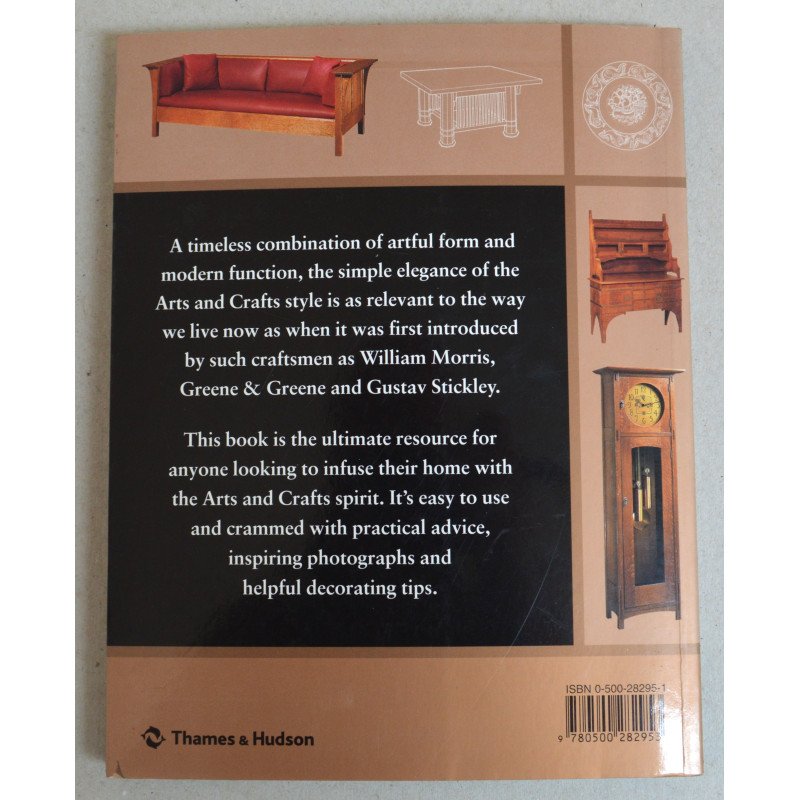 A timeless combination of artful form and
modern function, the simple elegance of the
Arts and Crafts style is as relevant to the way
we live now as when it was first introduced
by such craftsmen as William Morris,
Greene & Greene and Gustav Stickley.
This book is the ultimate resource for
anyone looking to infuse their home with
the Arts and Crafts spirit. It's easy to use
and crammed with practical advice,
inspiring photographs and
helpful decorating tips.
ISBN 0-500-28295-1
9 780500 28295
Thames & Hudson